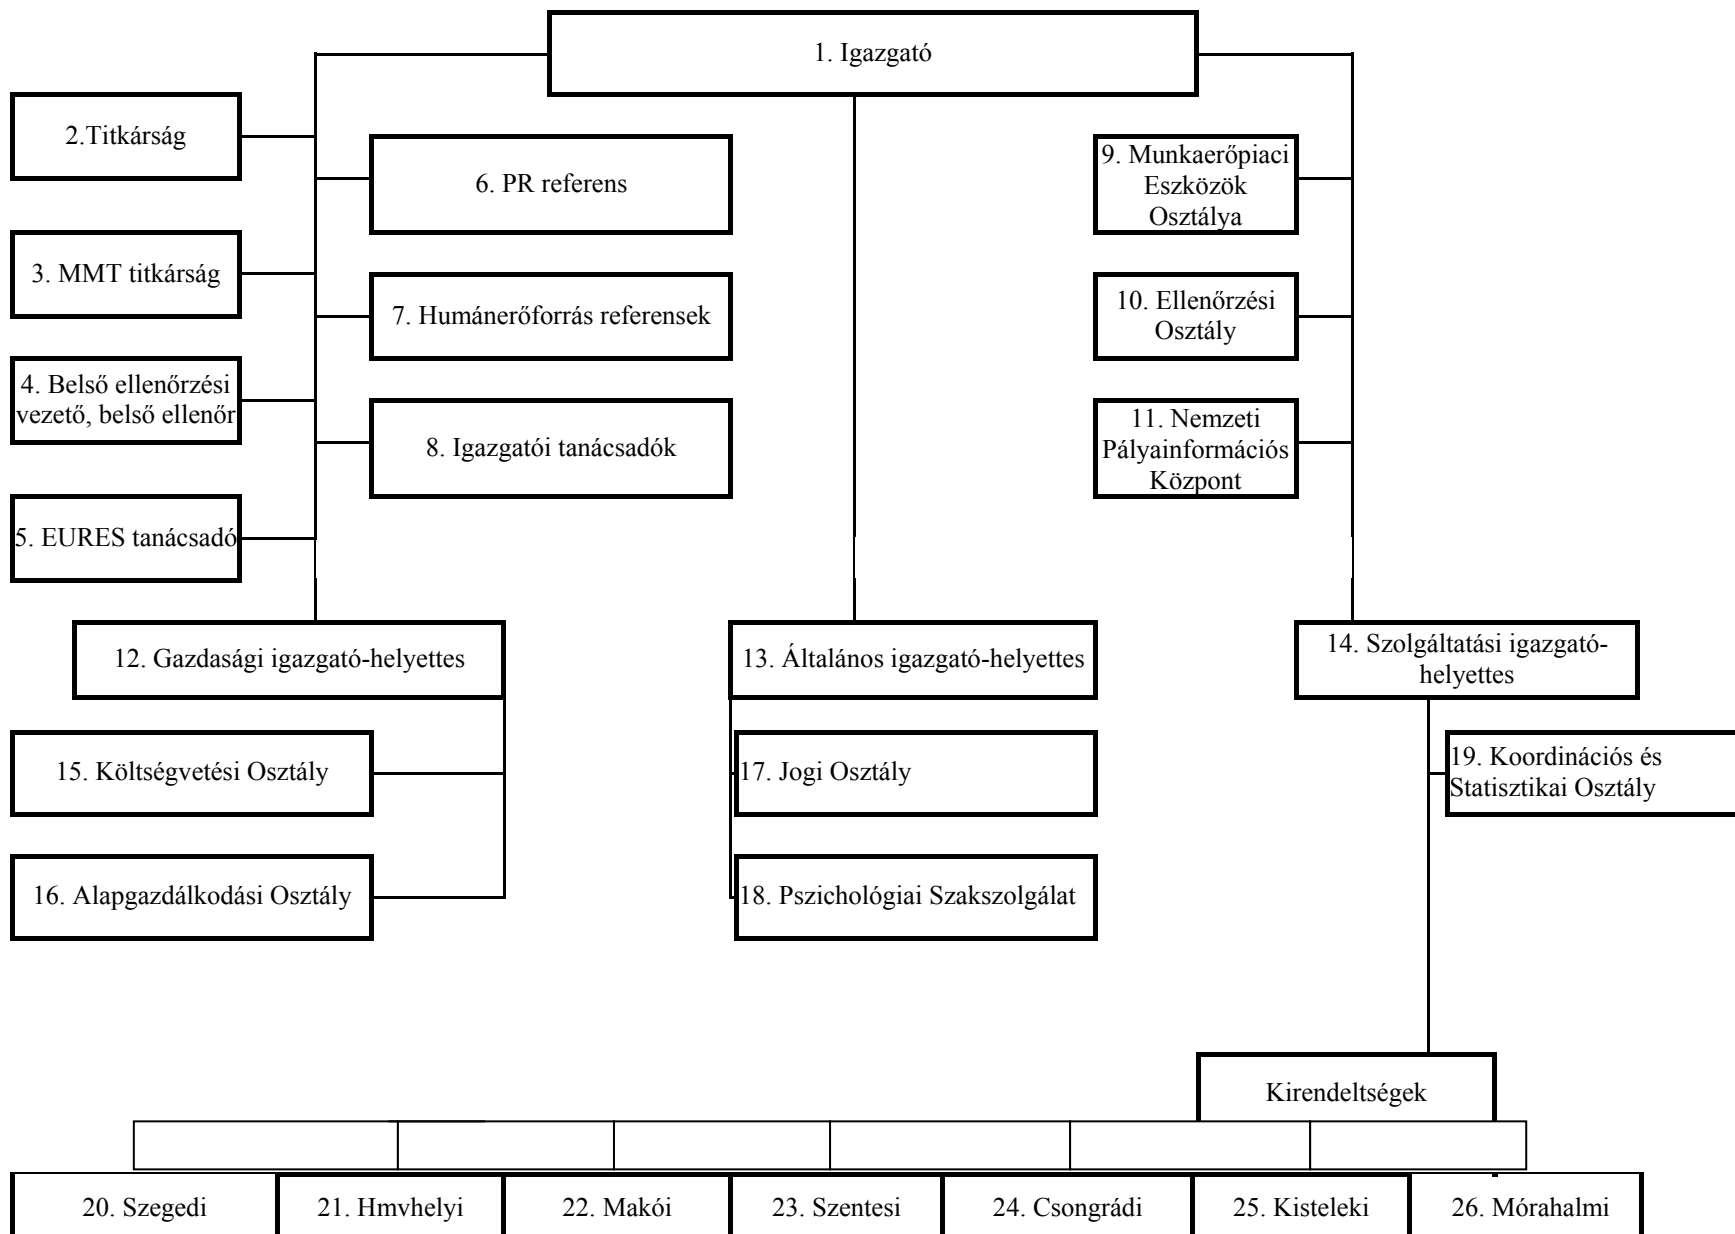 1. Igazgató
2.Titkárság
6. PR referens
9. Munkaerőpiaci
Eszközök
Osztálya
3. MMT titkárság
7. Humánerőforrás referensek
10. Ellenőrzési
Osztály
4. Belső ellenőrzési
vezető, belső ellenőr
8. Igazgatói tanácsadók
11. Nemzeti
Pályainformációs
Központ
5. EURES tanácsadó
12. Gazdasági igazgató-helyettes
13. Általános igazgató-helyettes
14. Szolgáltatási igazgató-
helyettes
15. Költségvetési Osztály
17. Jogi Osztály
19. Koordinációs és
Statisztikai Osztály
16. Alapgazdálkodási Osztály
18. Pszichológiai Szakszolgálat
Kirendeltségek
20. Szegedi
21. Hmvhelyi
22. Makói
23. Szentesi
24. Csongrádi
25. Kisteleki
26. Mórahalmi